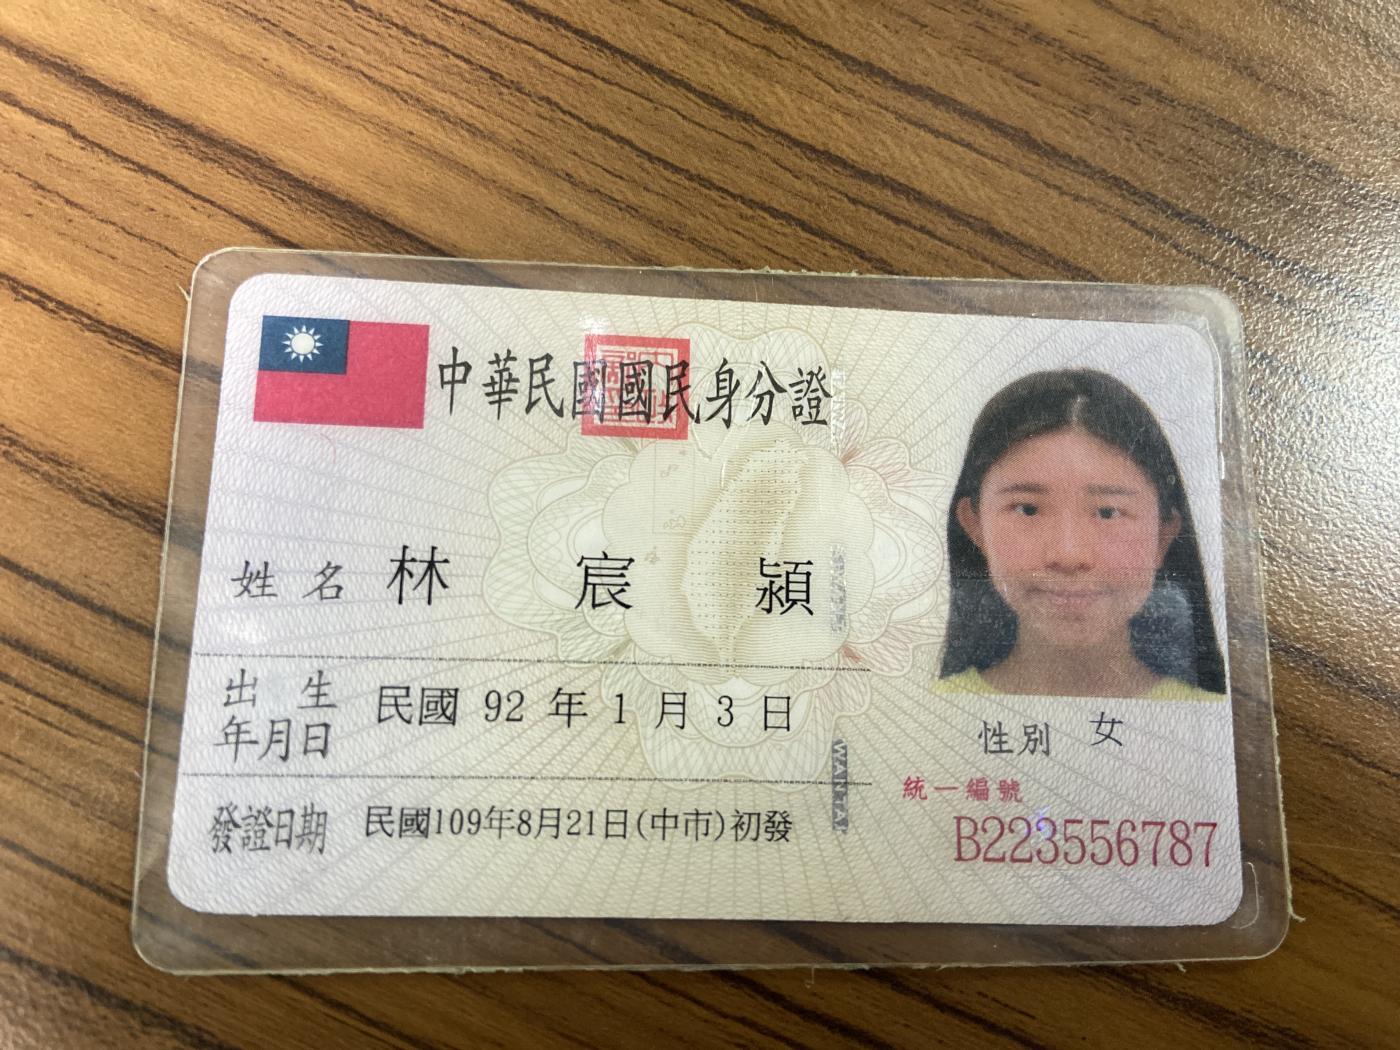 中華民國國民身分證
姓名 林宸潁
出生年月日 民國 92 年 1 月 3 日
性別 女
發證日期 民國109年8月21日(中市)初發
統一編號
B223556787